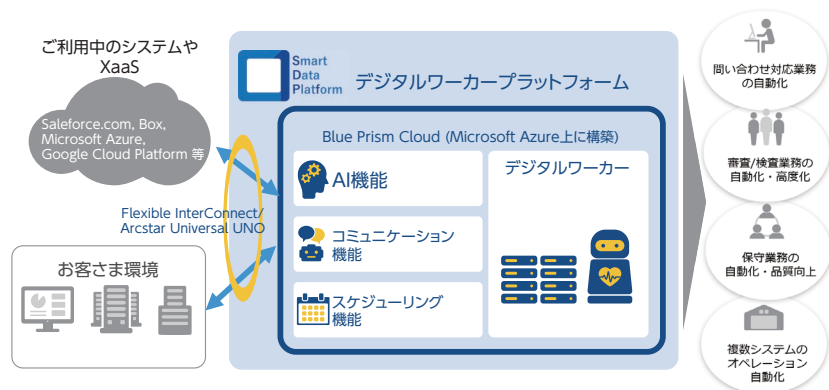 ご利用中のシステムや
XaaS
Saleforce.com, Box,
Microsoft Azure,
Google Cloud Platform 等
Flexible InterConnect/
Arcstar Universal UNO
お客さま環境
Smart
Data
Platform
デジタルワーカープラットフォーム
Blue Prism Cloud (Microsoft Azure上に構築)
AI機能
コミュニケーション
機能
スケジューリング
機能
デジタルワーカー
問い合わせ対応業務
の自動化
審査/検査業務の
自動化・高度化
保守業務の
自動化・品質向上
複数システムの
オペレーション
自動化